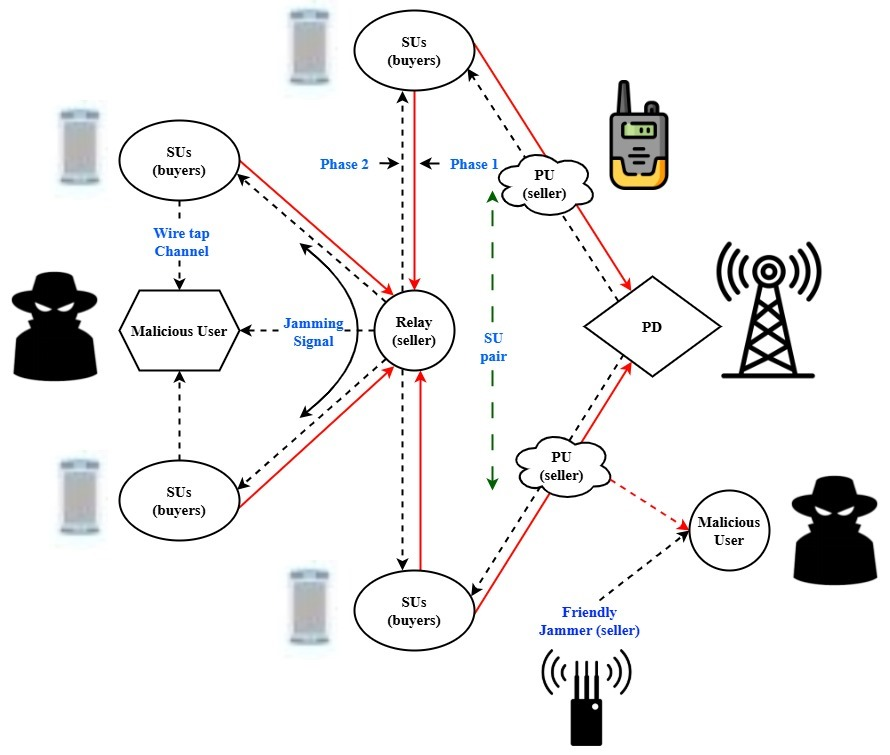 SUs
(buyers)
SUs
(buyers)
Phase 2
Phase 1
PU
(seller)
Wire tap
Channel
Malicious User
Jamming
Signal
Relay
(seller)
SU
pair
PD
PU
(seller)
SUs
(buyers)
Malicious
User
SUs
(buyers)
Friendly
Jammer (seller)